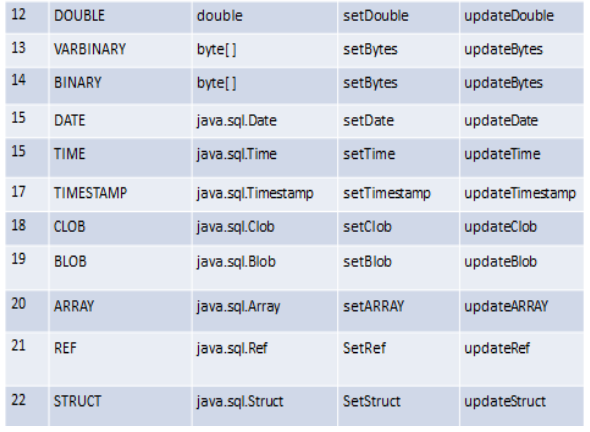 12 DOUBLE double setDouble updateDouble
13 VARBINARY byte[] setBytes updateBytes
14 BINARY byte[] setBytes updateBytes
15 DATE java.sql.Date setDate updateDate
15 TIME java.sql.Time setTime updateTime
17 TIMESTAMP java.sql.Timestamp setTimestamp updateTimestamp
18 CLOB java.sql.Clob setClob updateClob
19 BLOB java.sql.Blob setBlob updateBlob
20 ARRAY java.sql.Array setARRAY updateARRAY
21 REF java.sql.Ref SetRef updateRef
22 STRUCT java.sql.Struct SetStruct updateStruct